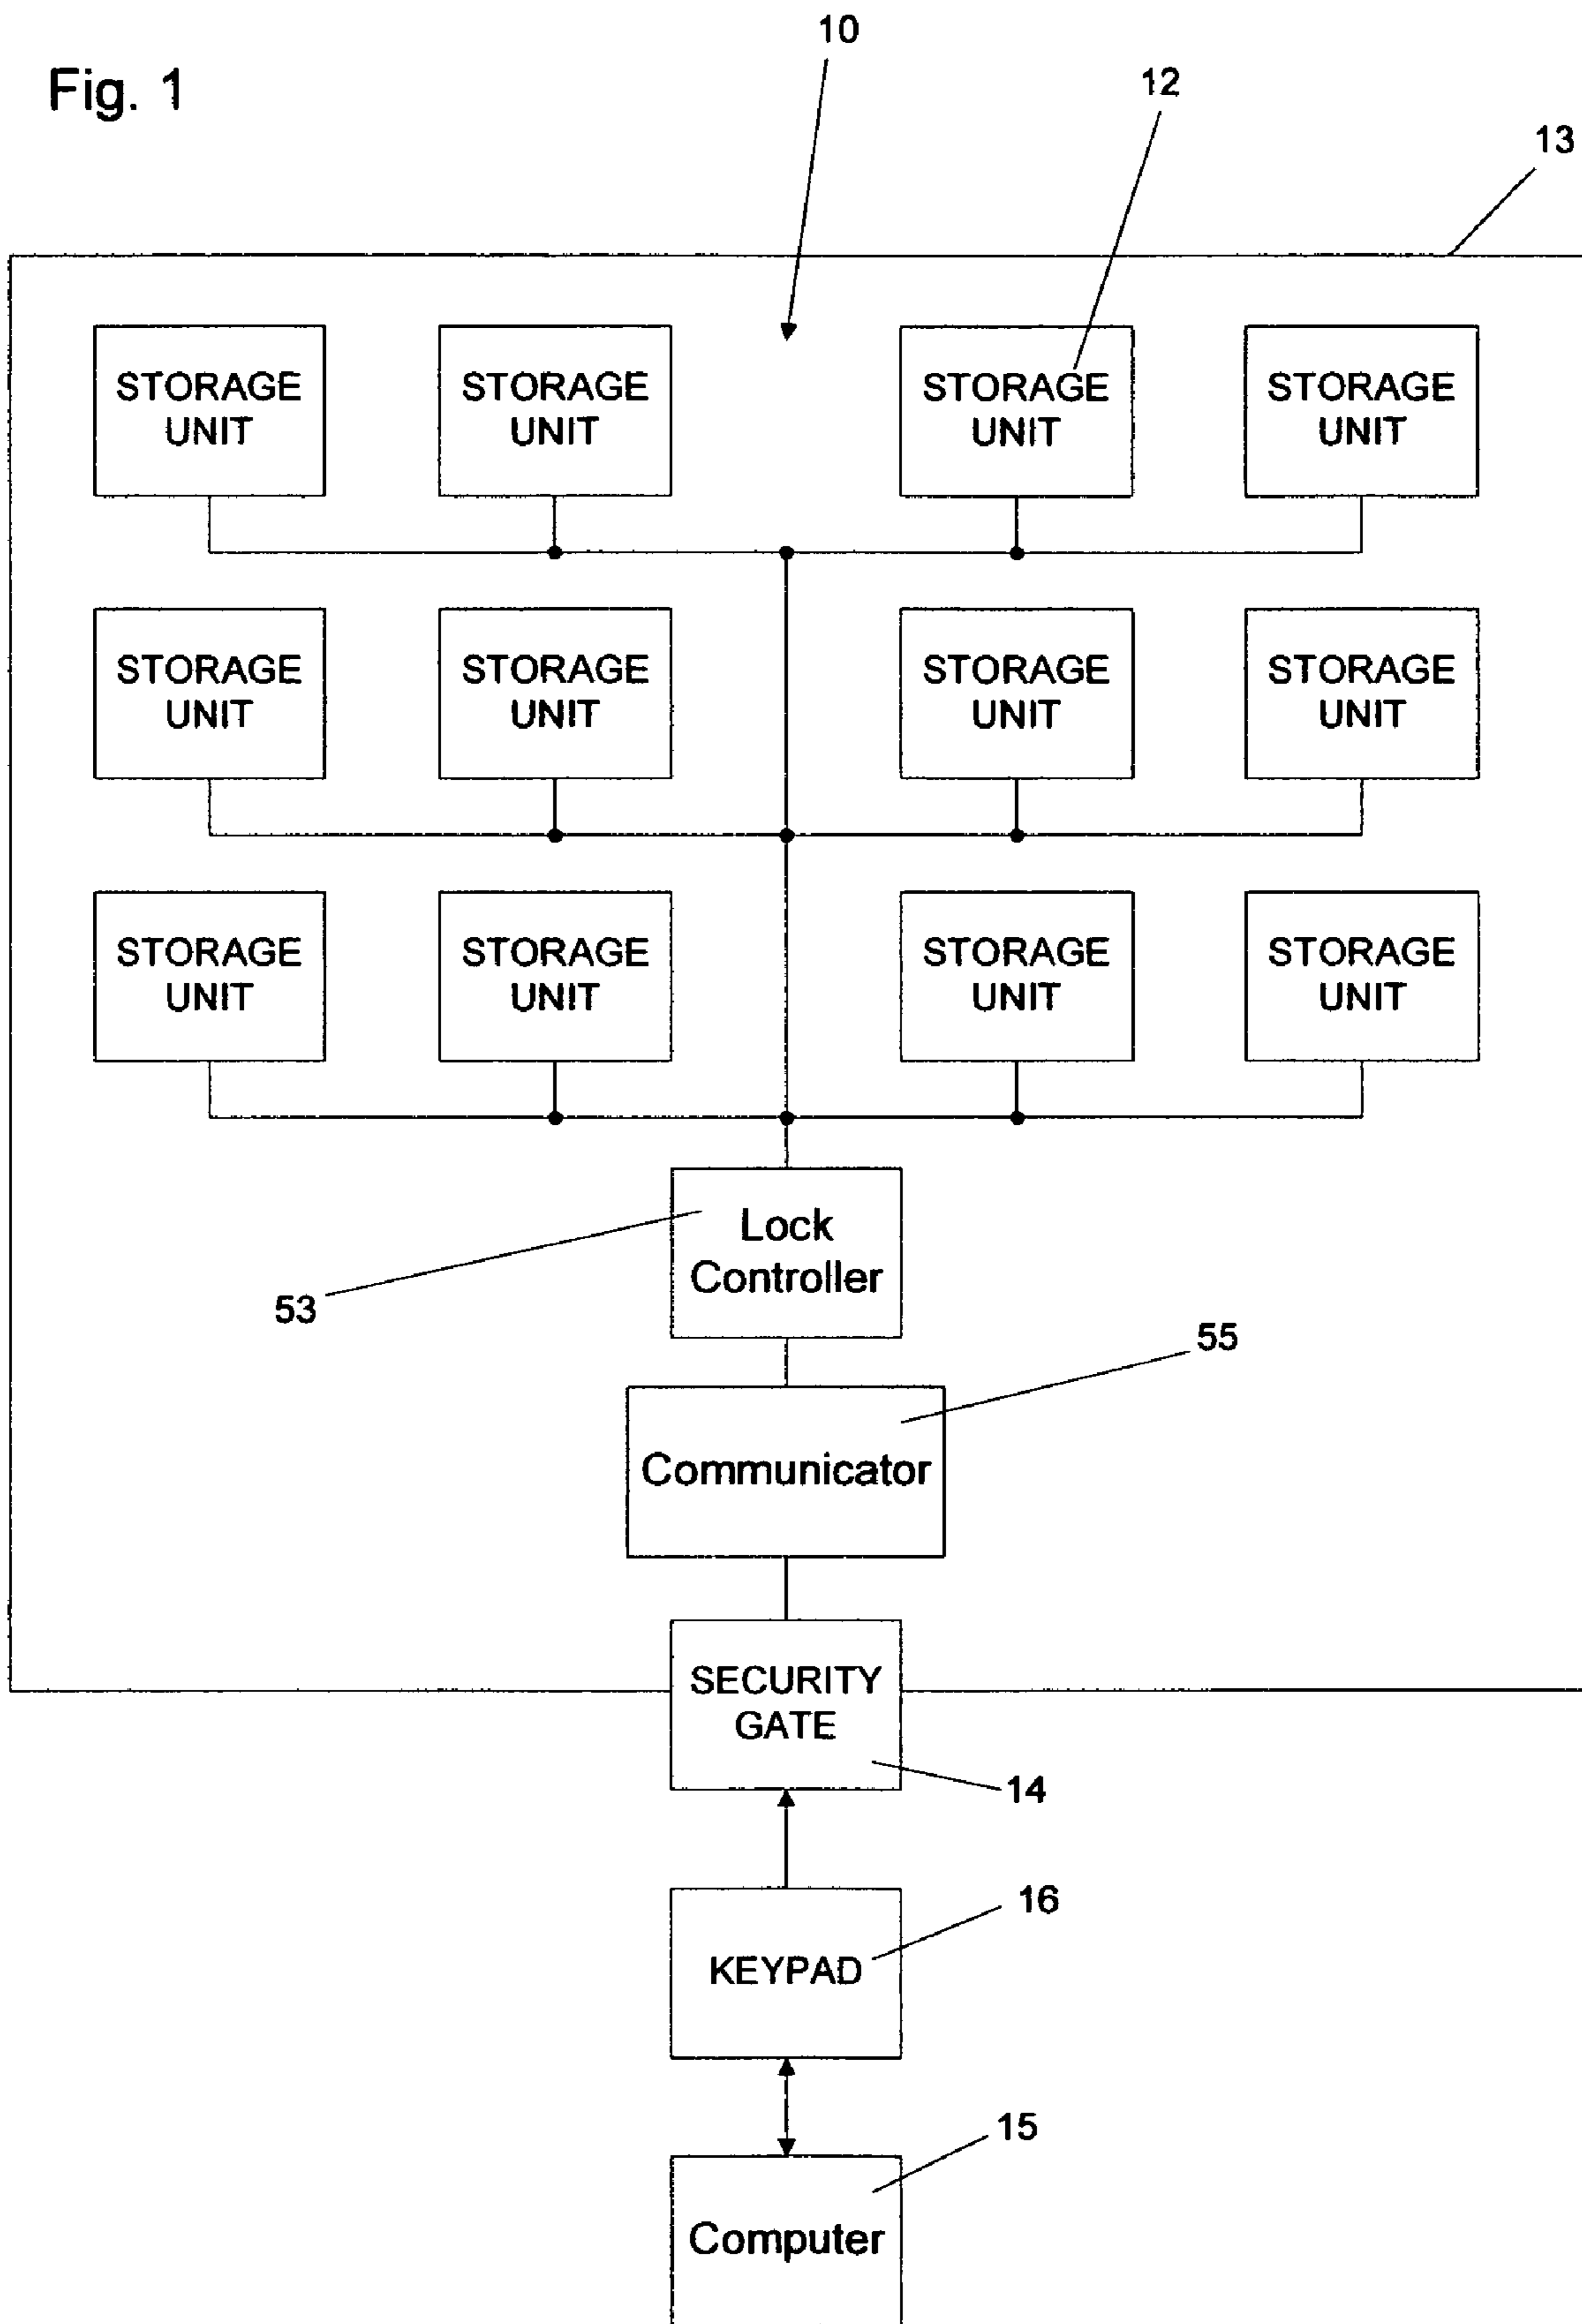 Fig. 1
10
12
13
STORAGE
UNIT
STORAGE
UNIT
STORAGE
UNIT
STORAGE
UNIT
STORAGE
UNIT
STORAGE
UNIT
STORAGE
UNIT
STORAGE
UNIT
STORAGE
UNIT
STORAGE
UNIT
STORAGE
UNIT
STORAGE
UNIT
Lock
Controller
53
55
Communicator
SECURITY
GATE
14
16
KEYPAD
15
Computer